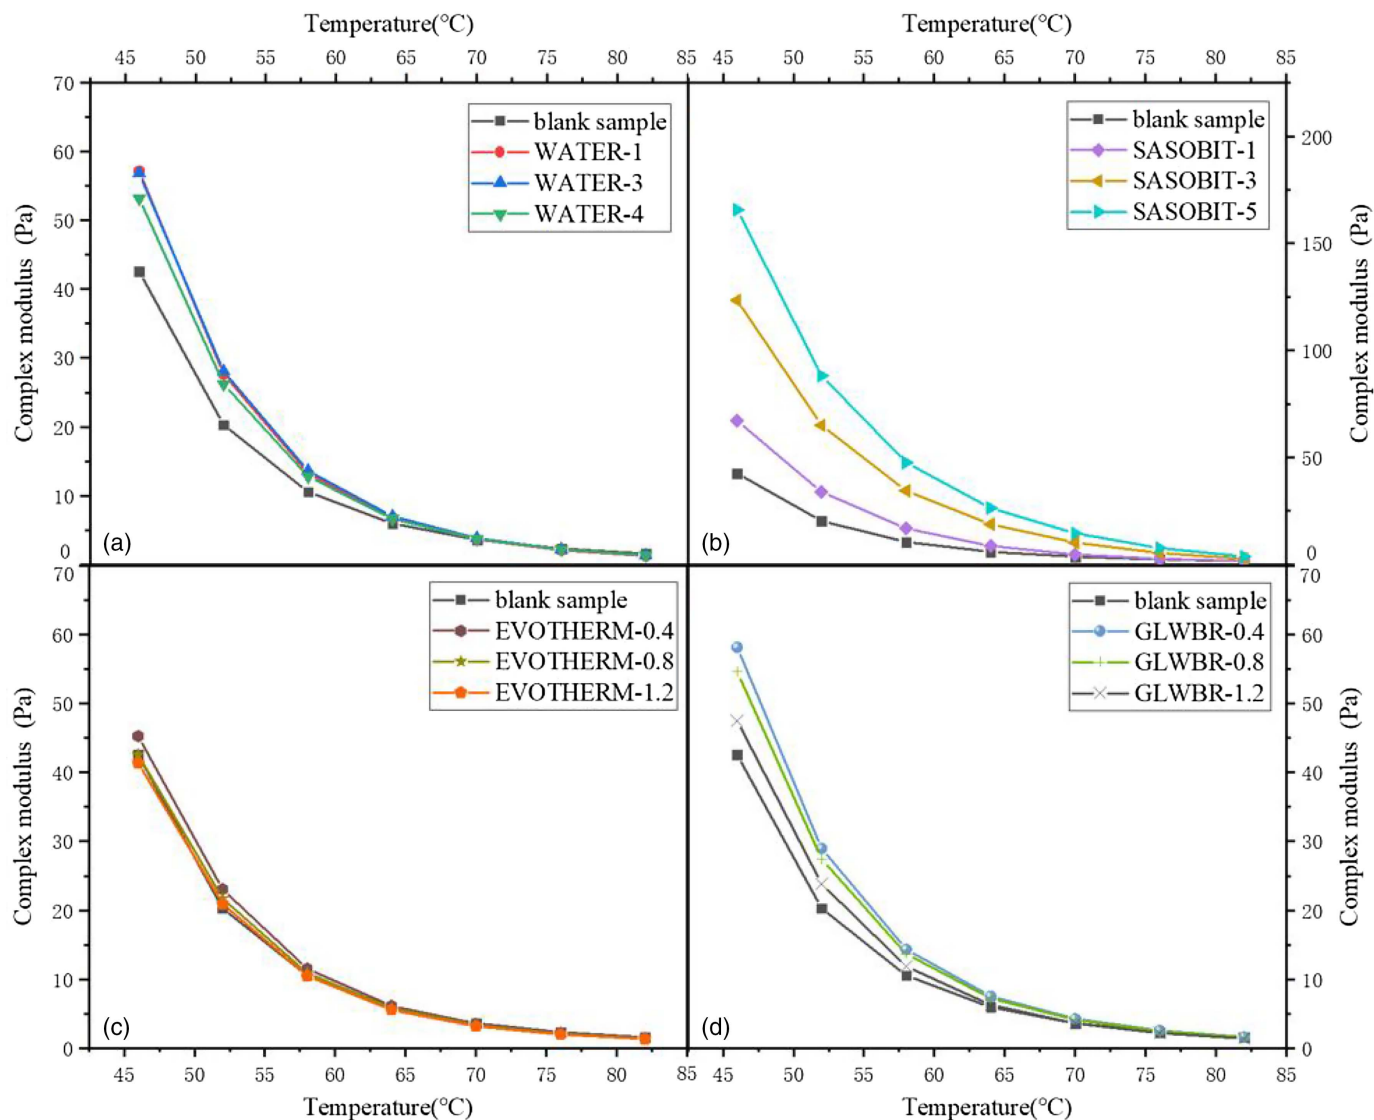 Temperature(℃)
Temperature(℃)
45 50 55 60 65 70 75 80 85
45 50 55 60 65 70 75 80 85
70
60
50
40
30
20
10
0
Complex modulus (Pa)
blank sample
WATER-1
WATER-3
WATER-4
(a)
blank sample
SASOBIT-1
SASOBIT-3
SASOBIT-5
(b)
200
150
100
50
0
Complex modulus (Pa)
70
60
50
40
30
20
10
0
Complex modulus (Pa)
blank sample
EVOTHERM-0.4
EVOTHERM-0.8
EVOTHERM-1.2
(c)
blank sample
GLWBR-0.4
GLWBR-0.8
GLWBR-1.2
(d)
70
60
50
40
30
20
10
0
Complex modulus (Pa)
45 50 55 60 65 70 75 80 85
45 50 55 60 65 70 75 80 85
Temperature(℃)
Temperature(℃)